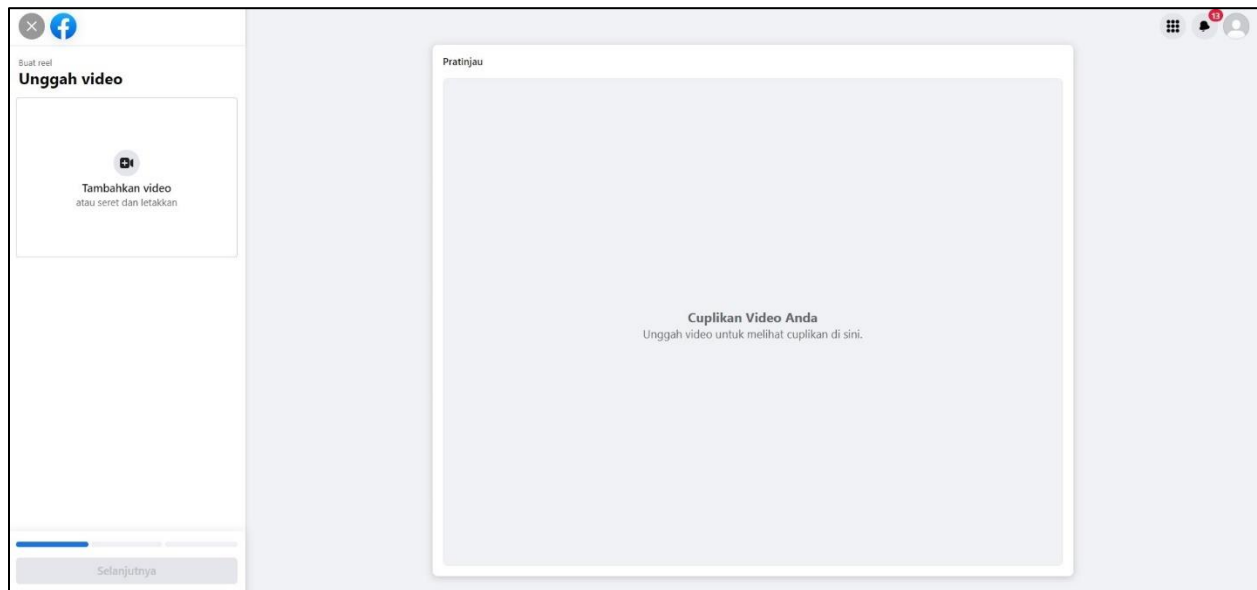 13
Buat reel
Unggah video
Tambahkan video
atau seret dan letakkan
Pratinjau
Cuplikan Video Anda
Unggah video untuk melihat cuplikan di sini.
Selanjutnya